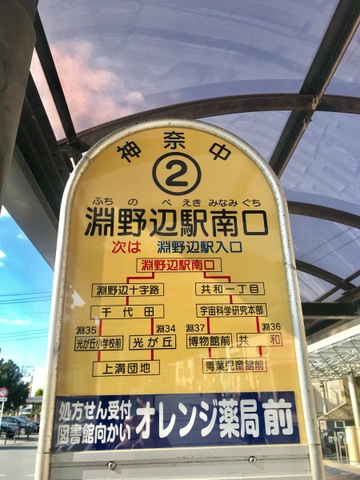 神奈中
②
ふちのべえきみなみぐち
淵野辺駅南口
次は 淵野辺駅入口
淵野辺駅南口
淵野辺十字路 共和一丁目
千代田 宇宙科学研究本部
淵35 淵34 淵37 淵36
光が丘小学校前 光が丘 博物館前 共和
上溝団地 青葉児童館前
処方せん受付
図書館向かい オレンジ薬局前